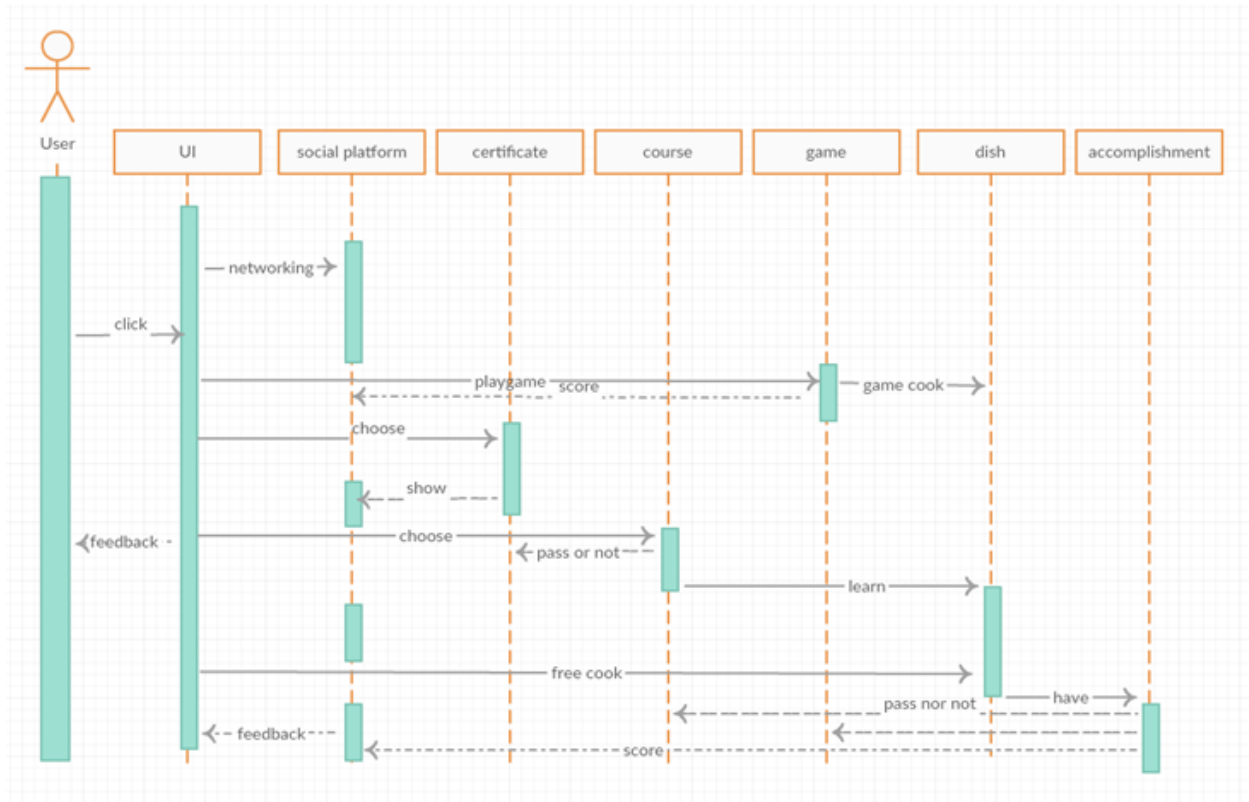 User
UI
social platform
certificate
course
game
dish
accomplishment
networking
click
playgame
score
game cook
choose
show
choose
feedback
pass or not
learn
free cook
have
pass nor not
feedback
score